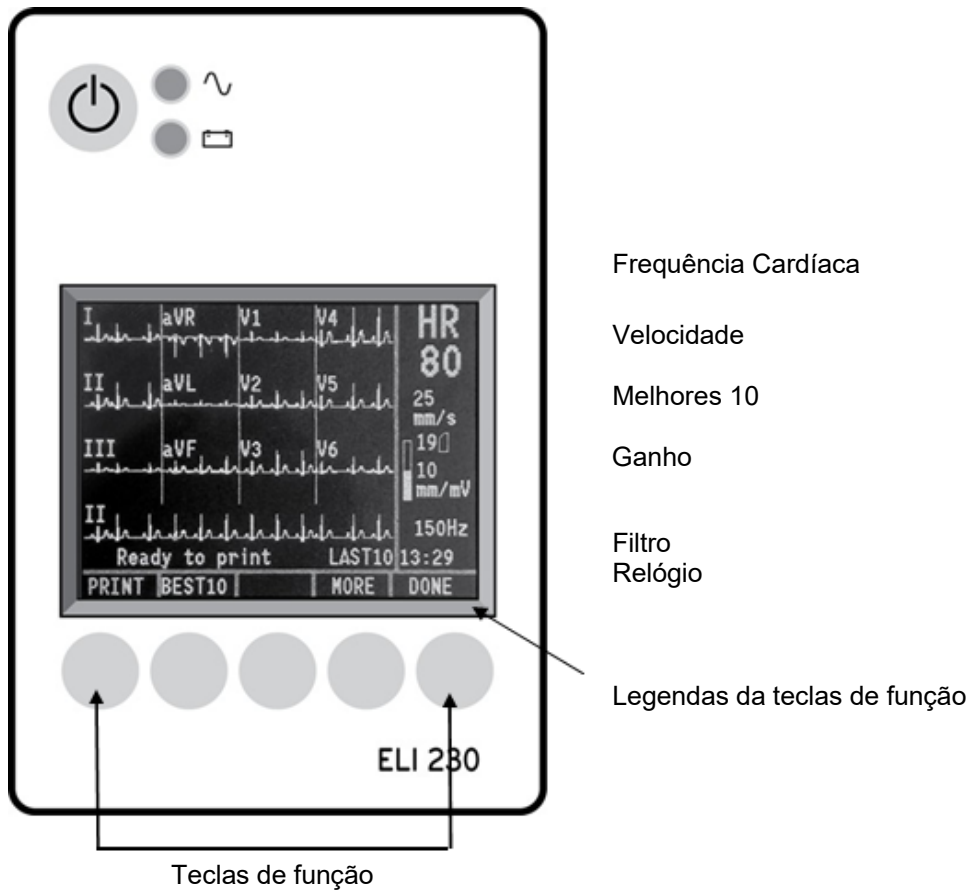 Frequência Cardíaca
Velocidade
Melhores 10
Ganho
Filtro
Relógio
Legendas da teclas de função
I aVR V1 V4
HR
80
II aVL V2 V5
25
mm/s
III aVF V3 V6
19
10
mm/mV
II
150Hz
Ready to print LAST10 13:29
PRINT BEST10 MORE DONE
ELI 230
Teclas de função